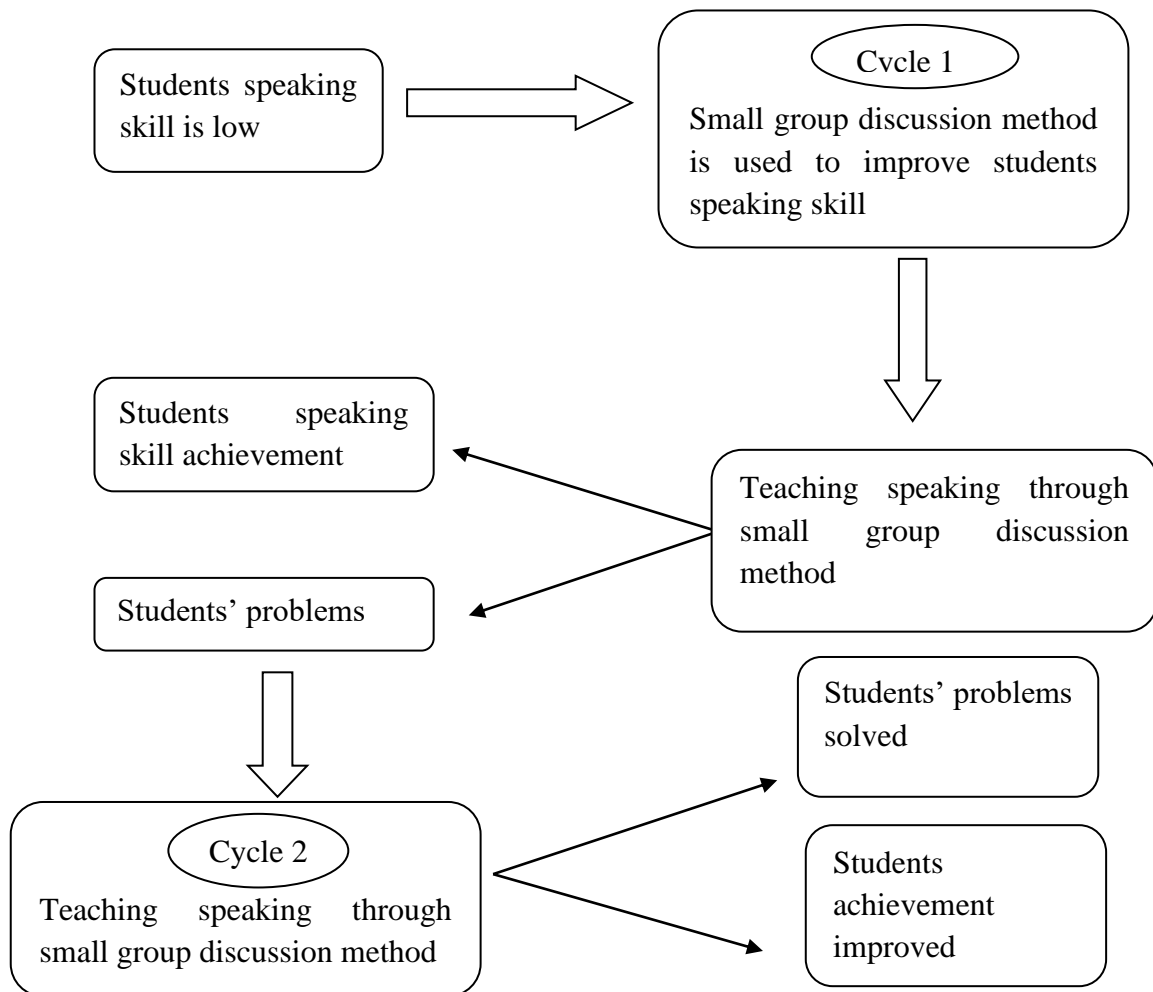 Students speaking
skill is low
Cycle 1
Small group discussion method
is used to improve students
speaking skill
Students speaking
skill achievement
Teaching speaking through
small group discussion
method
Students’ problems
Students’ problems
solved
Cycle 2
Teaching speaking through
small group discussion method
Students
achievement
improved